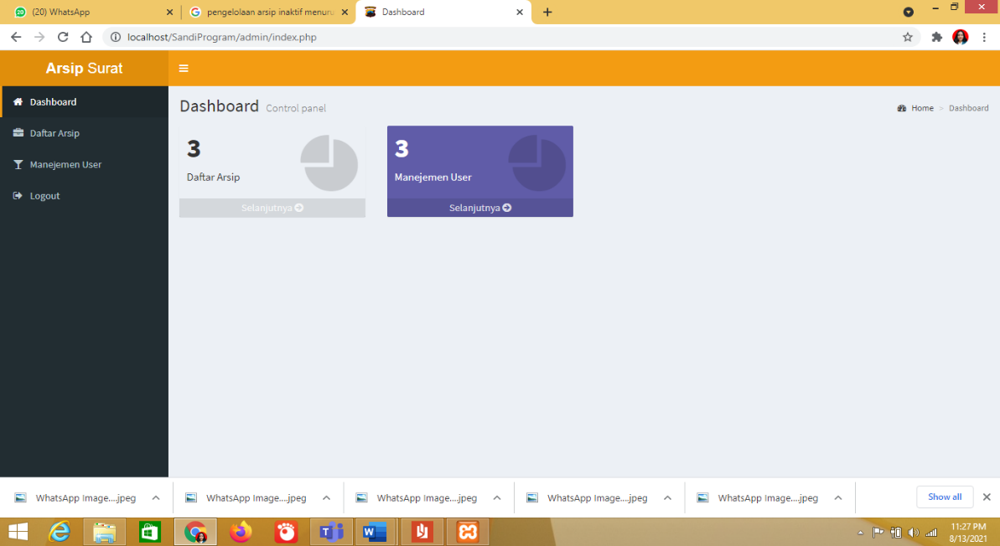 20 (20) WhatsApp
pengelolaan arsip inaktif menuru
Dashboard
localhost/SandiProgram/admin/index.php
Arsip Surat
Dashboard
Daftar Arsip
Manejemen User
Logout
Dashboard Control panel
Home > Dashboard
3
Daftar Arsip
Selanjutnya
3
Manejemen User
Selanjutnya
WhatsApp Image....jpeg
WhatsApp Image....jpeg
WhatsApp Image....jpeg
WhatsApp Image....jpeg
WhatsApp Image....jpeg
Show all
11:27 PM
8/13/2021